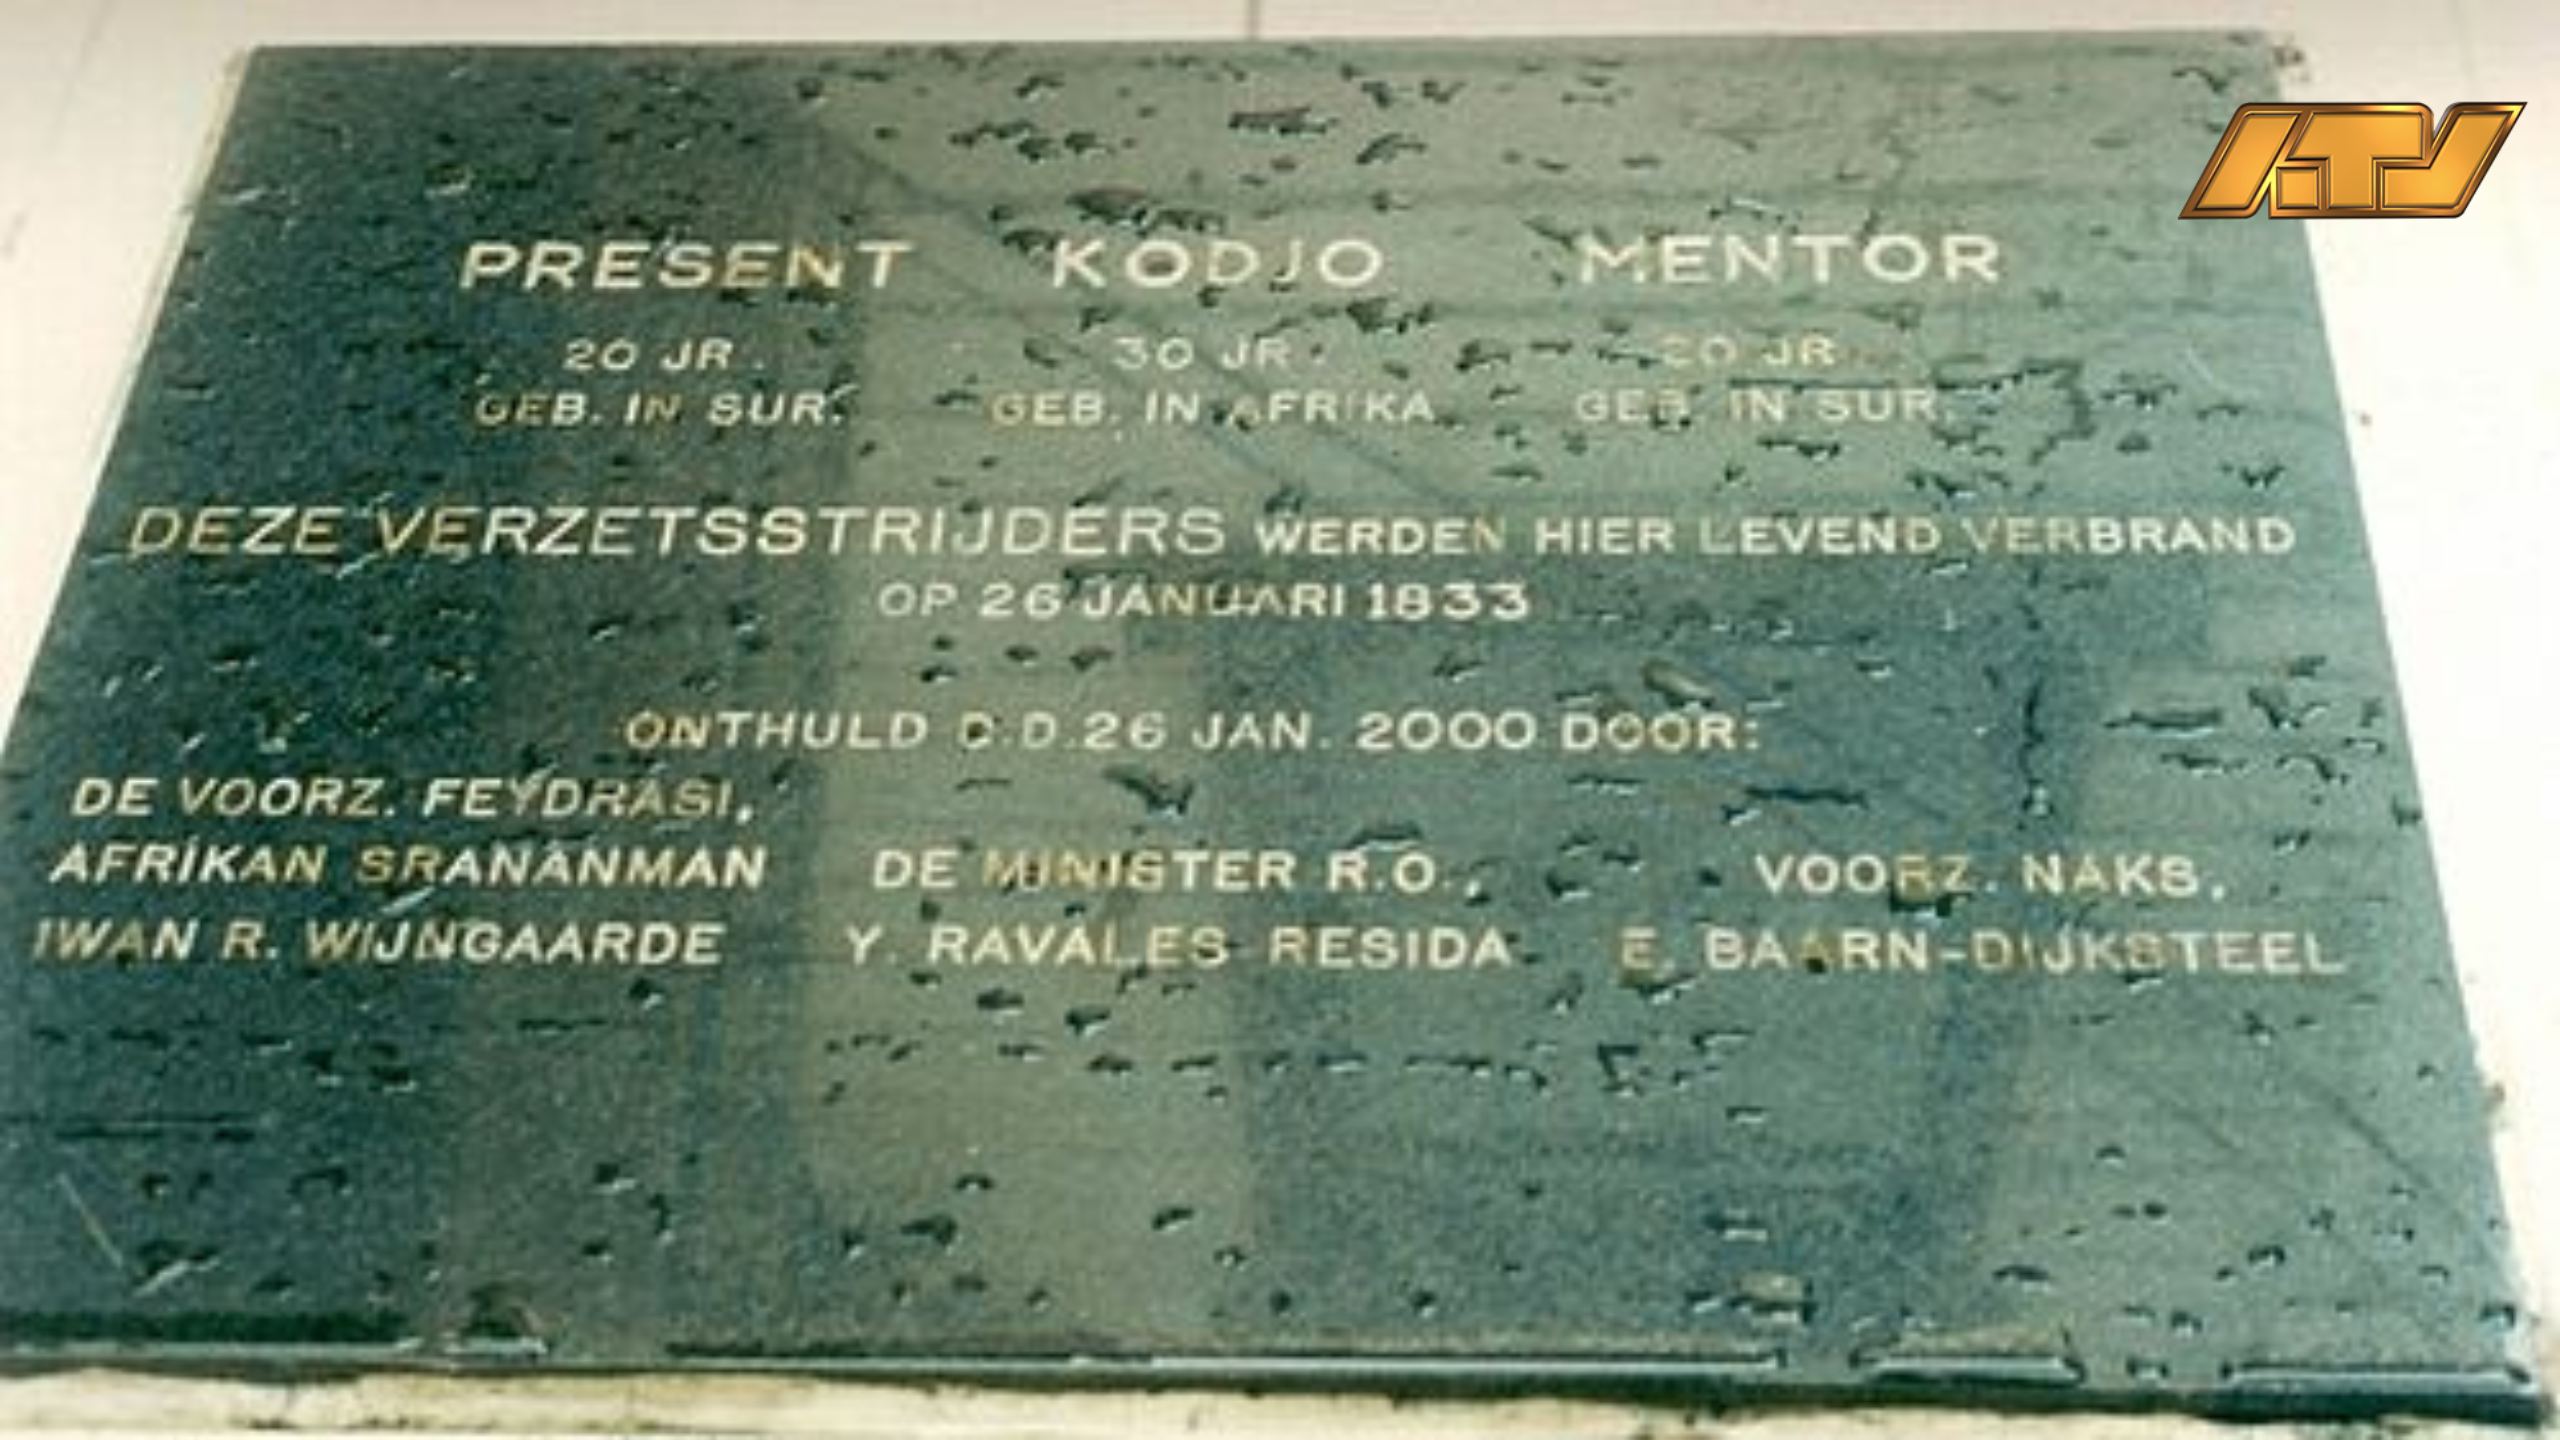 ATV
PRESENT KODJO MENTOR
20 JR. 30 JR. 20 JR.
GEB. IN SUR. GEB. IN AFRIKA GEB. IN SUR.
DEZE VERZETSSTRIJDERS WERDEN HIER LEVEND VERBRAND
OP 26 JANUARI 1833
ONTHULD D.D. 26 JAN. 2000 DOOR:
DE VOORZ. FEYDRASI,
AFRIKAN SRANANMAN DE MINISTER R.O., VOORZ. NAKS,
IWAN R. WIJNGAARDE Y. RAVALES RESIDA E. BAARN-DIJKSTEEL